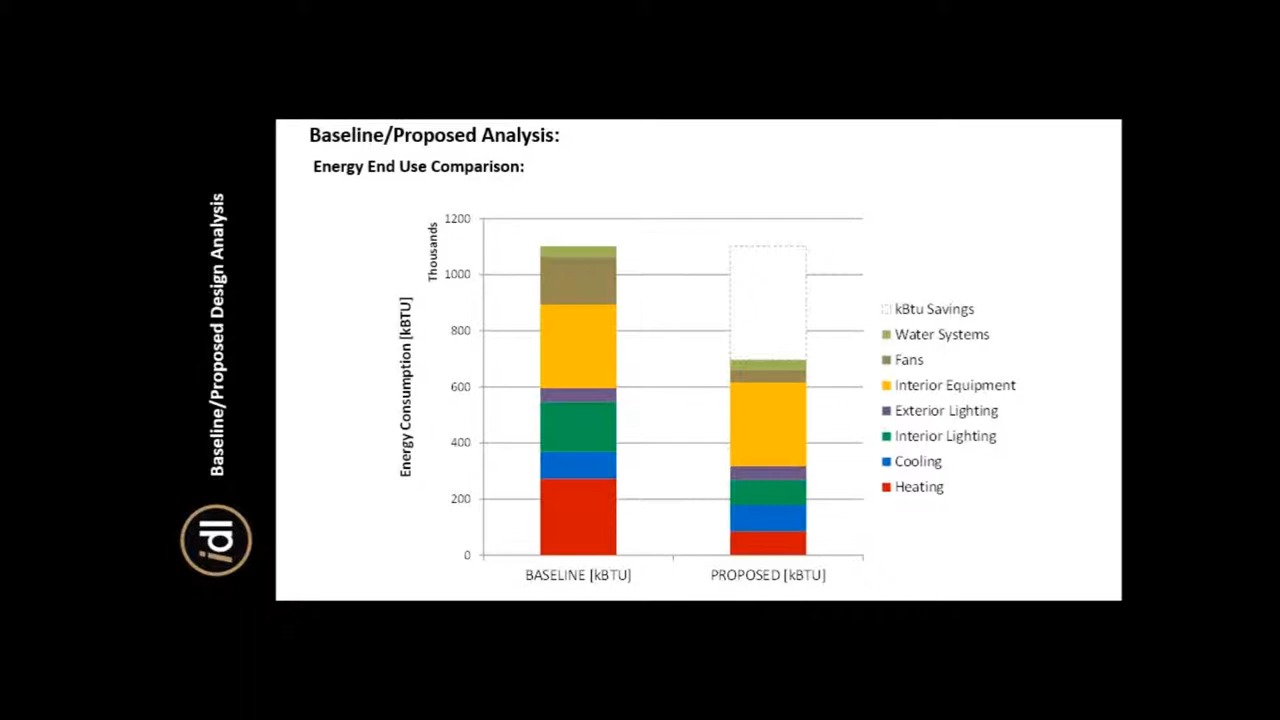 Baseline/Proposed Design Analysis
idl
Baseline/Proposed Analysis:
Energy End Use Comparison:
Energy Consumption [kBTU]
Thousands
1200
1000
800
600
400
200
0
BASELINE [kBTU]
PROPOSED [kBTU]
kBtu Savings
Water Systems
Fans
Interior Equipment
Exterior Lighting
Interior Lighting
Cooling
Heating